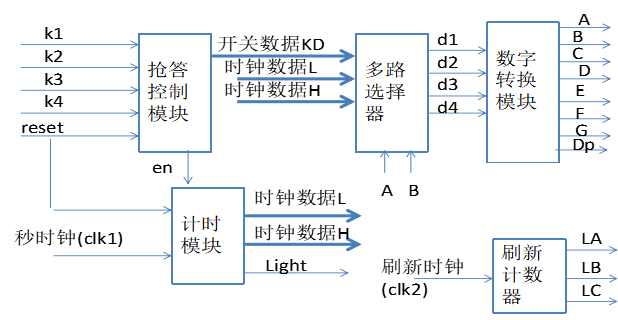 k1
k2
k3
k4
reset
抢答
控制
模块
en
开关数据KD
时钟数据L
时钟数据H
多路
选择
器
A
B
d1
d2
d3
d4
数字
转换
模块
A
B
C
D
E
F
G
Dp
秒时钟(clk1)
计时
模块
时钟数据L
时钟数据H
Light
刷新时钟
(clk2)
刷新
计数
器
LA
LB
LC